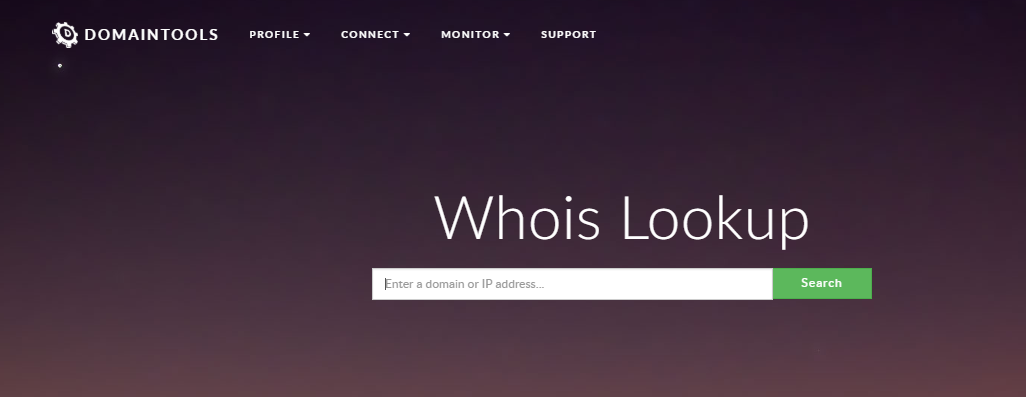 DOMAINTOOLS PROFILE CONNECT MONITOR SUPPORT
Whois Lookup
Enter a domain or IP address... Search